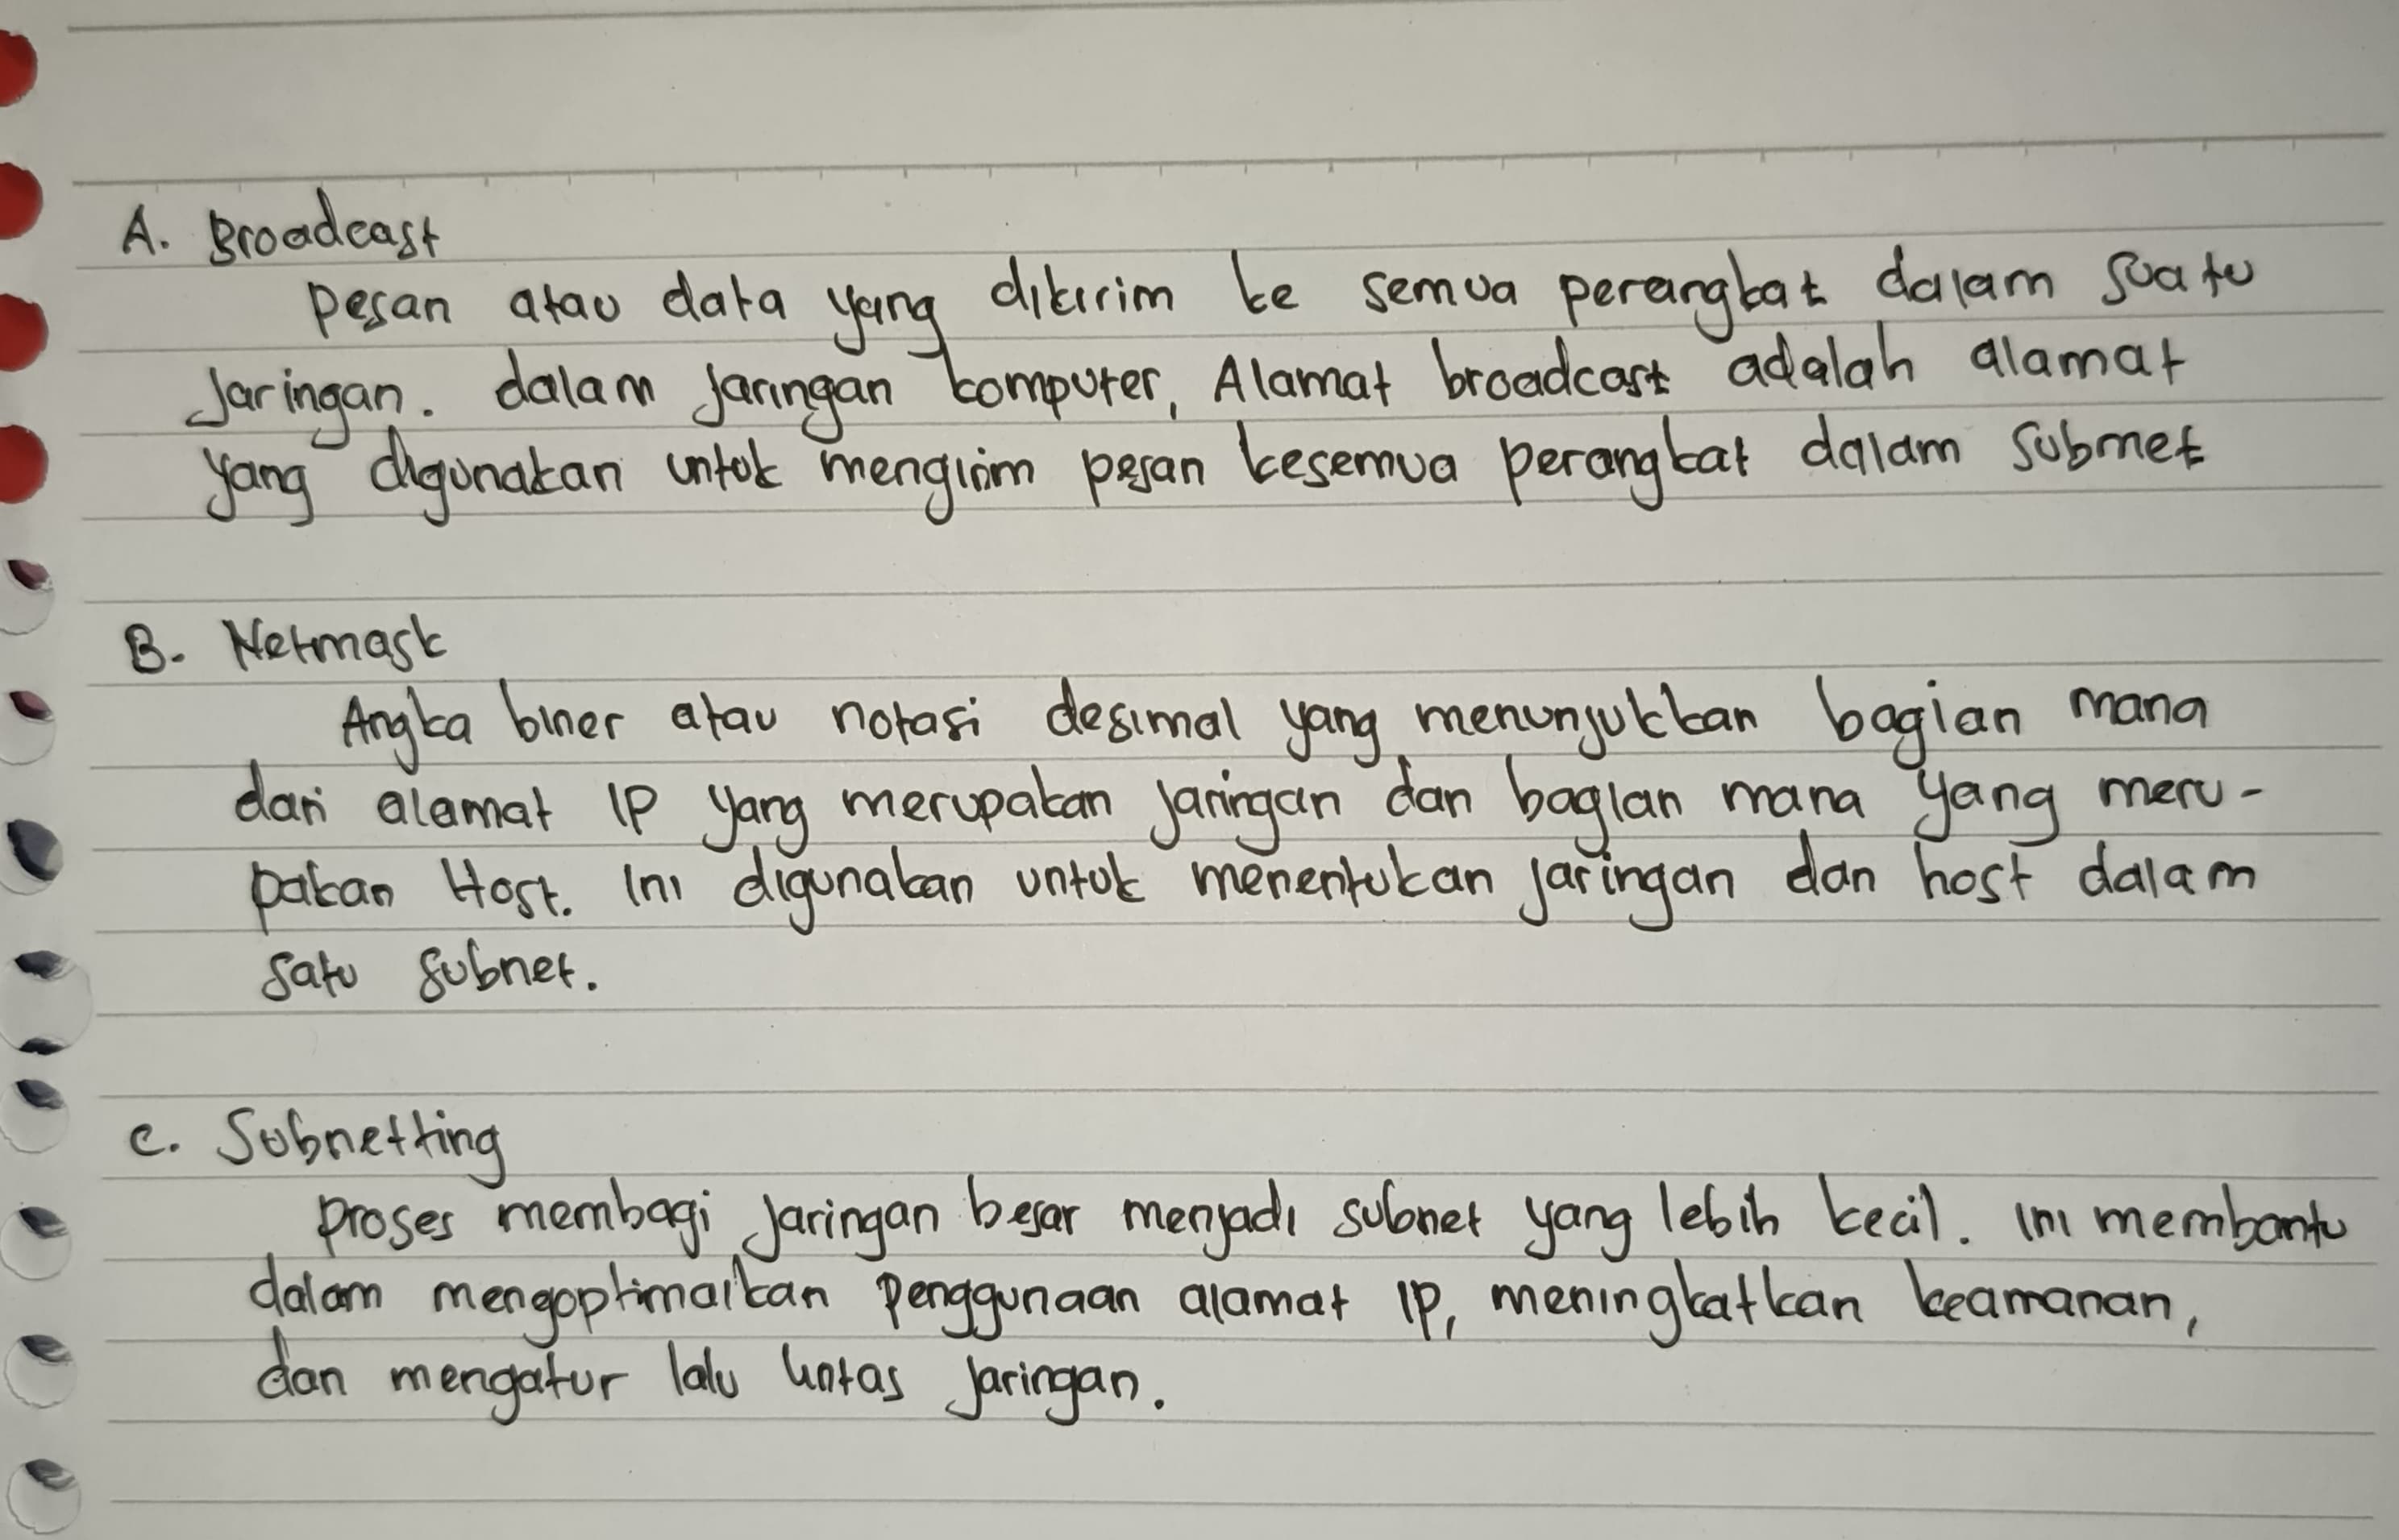 A. Broadcast
Pesan atau data yang dikirim ke semua perangkat dalam suatu
Jaringan. dalam jaringan komputer, Alamat broadcast adalah alamat
yang digunakan untuk mengirim pesan kesemua perangkat dalam submet
B. Netmask
Angka biner atau notasi desimal yang menunjukkan bagian mana
dari alamat IP yang merupakan jaringan dan bagian mana yang meru-
pakan Host. Ini digunakan untuk menentukan jaringan dan host dalam
satu subnet.
C. Subnetting
Proses membagi jaringan besar menjadi subnet yang lebih kecil. Ini membantu
dalam mengoptimalkan penggunaan alamat IP, meningkatkan keamanan,
dan mengatur lalu lintas jaringan.